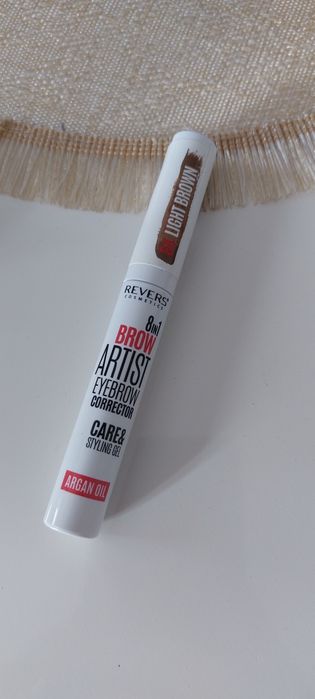 LIGHT BROWN
REVERS®
COSMETICS
8IN1
BROW
ARTIST
EYEBROW
CORRECTOR
CARE&
STYLING GEL
ARGAN OIL